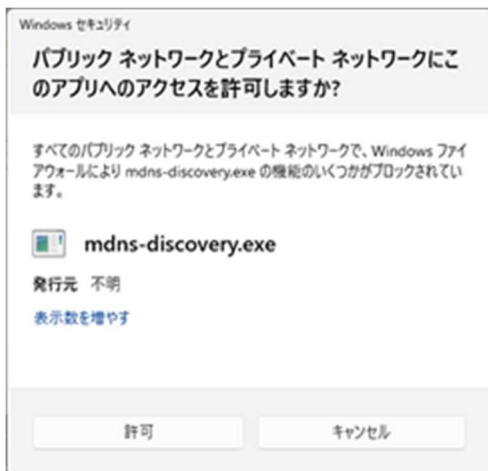 Windows セキュリティ
パブリック ネットワークとプライベート ネットワークにこ
のアプリへのアクセスを許可しますか?
すべてのパブリック ネットワークとプライベート ネットワークで、Windows ファイ
アウォールにより mdns-discovery.exe の機能のいくつかがブロックされてい
ます。
mdns-discovery.exe
発行元 不明
表示数を増やす
許可 キャンセル